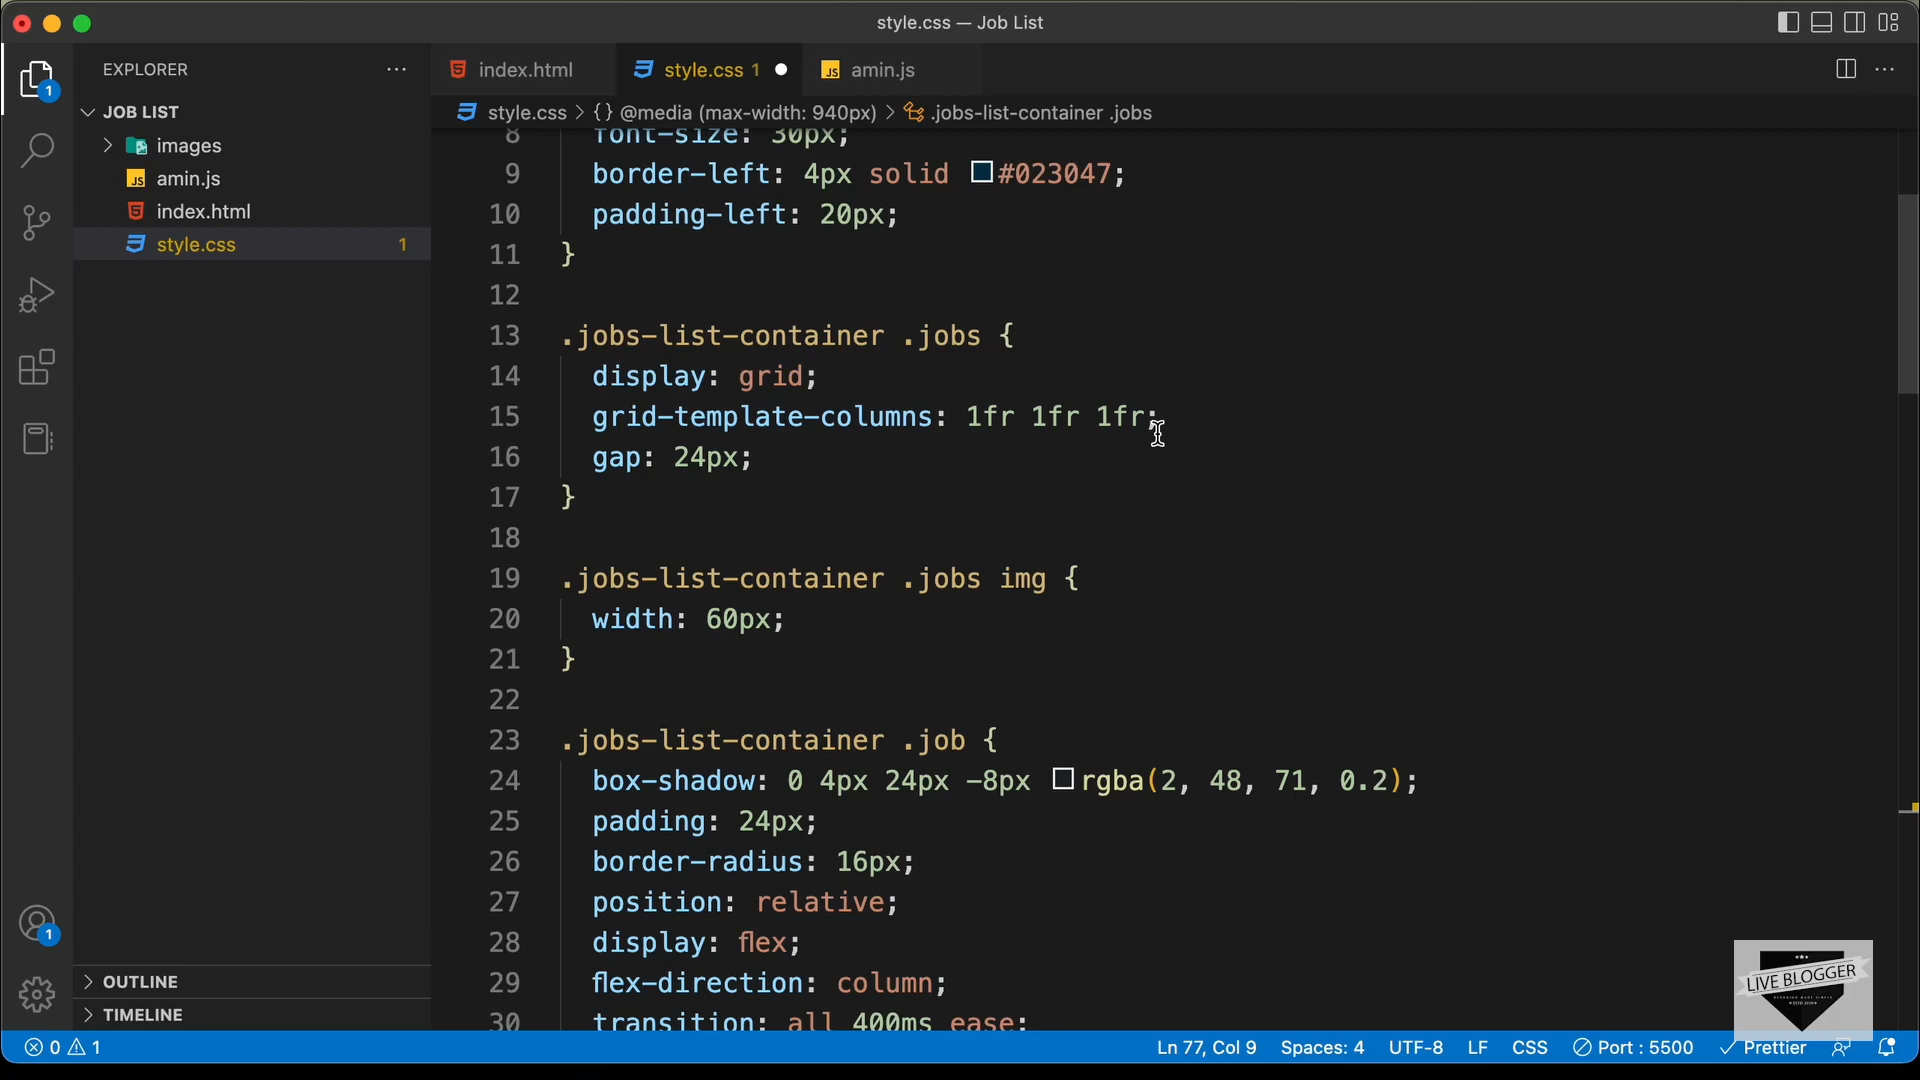 style.css — Job List
EXPLORER
index.html
style.css 1
amin.js
JOB LIST
style.css > {} @media (max-width: 940px) > .jobs-list-container .jobs
images
amin.js
index.html
style.css 1
8 font-size: 30px;
9 border-left: 4px solid #023047;
10 padding-left: 20px;
11 }
12
13 .jobs-list-container .jobs {
14 display: grid;
15 grid-template-columns: 1fr 1fr 1fr;
16 gap: 24px;
17 }
18
19 .jobs-list-container .jobs img {
20 width: 60px;
21 }
22
23 .jobs-list-container .job {
24 box-shadow: 0 4px 24px -8px rgba(2, 48, 71, 0.2);
25 padding: 24px;
26 border-radius: 16px;
27 position: relative;
28 display: flex;
29 flex-direction: column;
30 transition: all 400ms ease;
1
1
OUTLINE
TIMELINE
LIVE BLOGGER
0 1
Ln 77, Col 9 Spaces: 4 UTF-8 LF CSS Port : 5500 Prettier